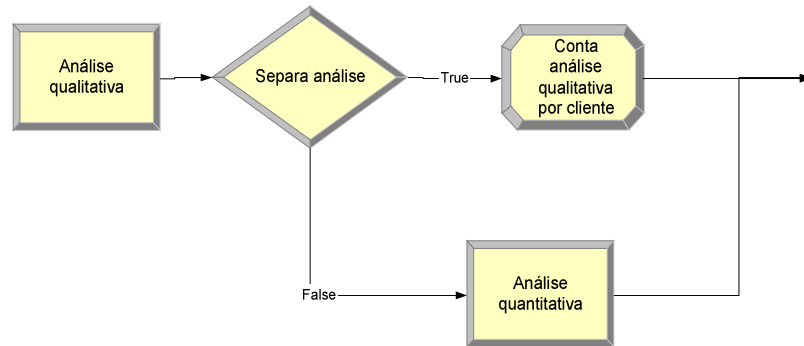 Análise
qualitativa
Separa análise
True
Conta
análise
qualitativa
por cliente
False
Análise
quantitativa